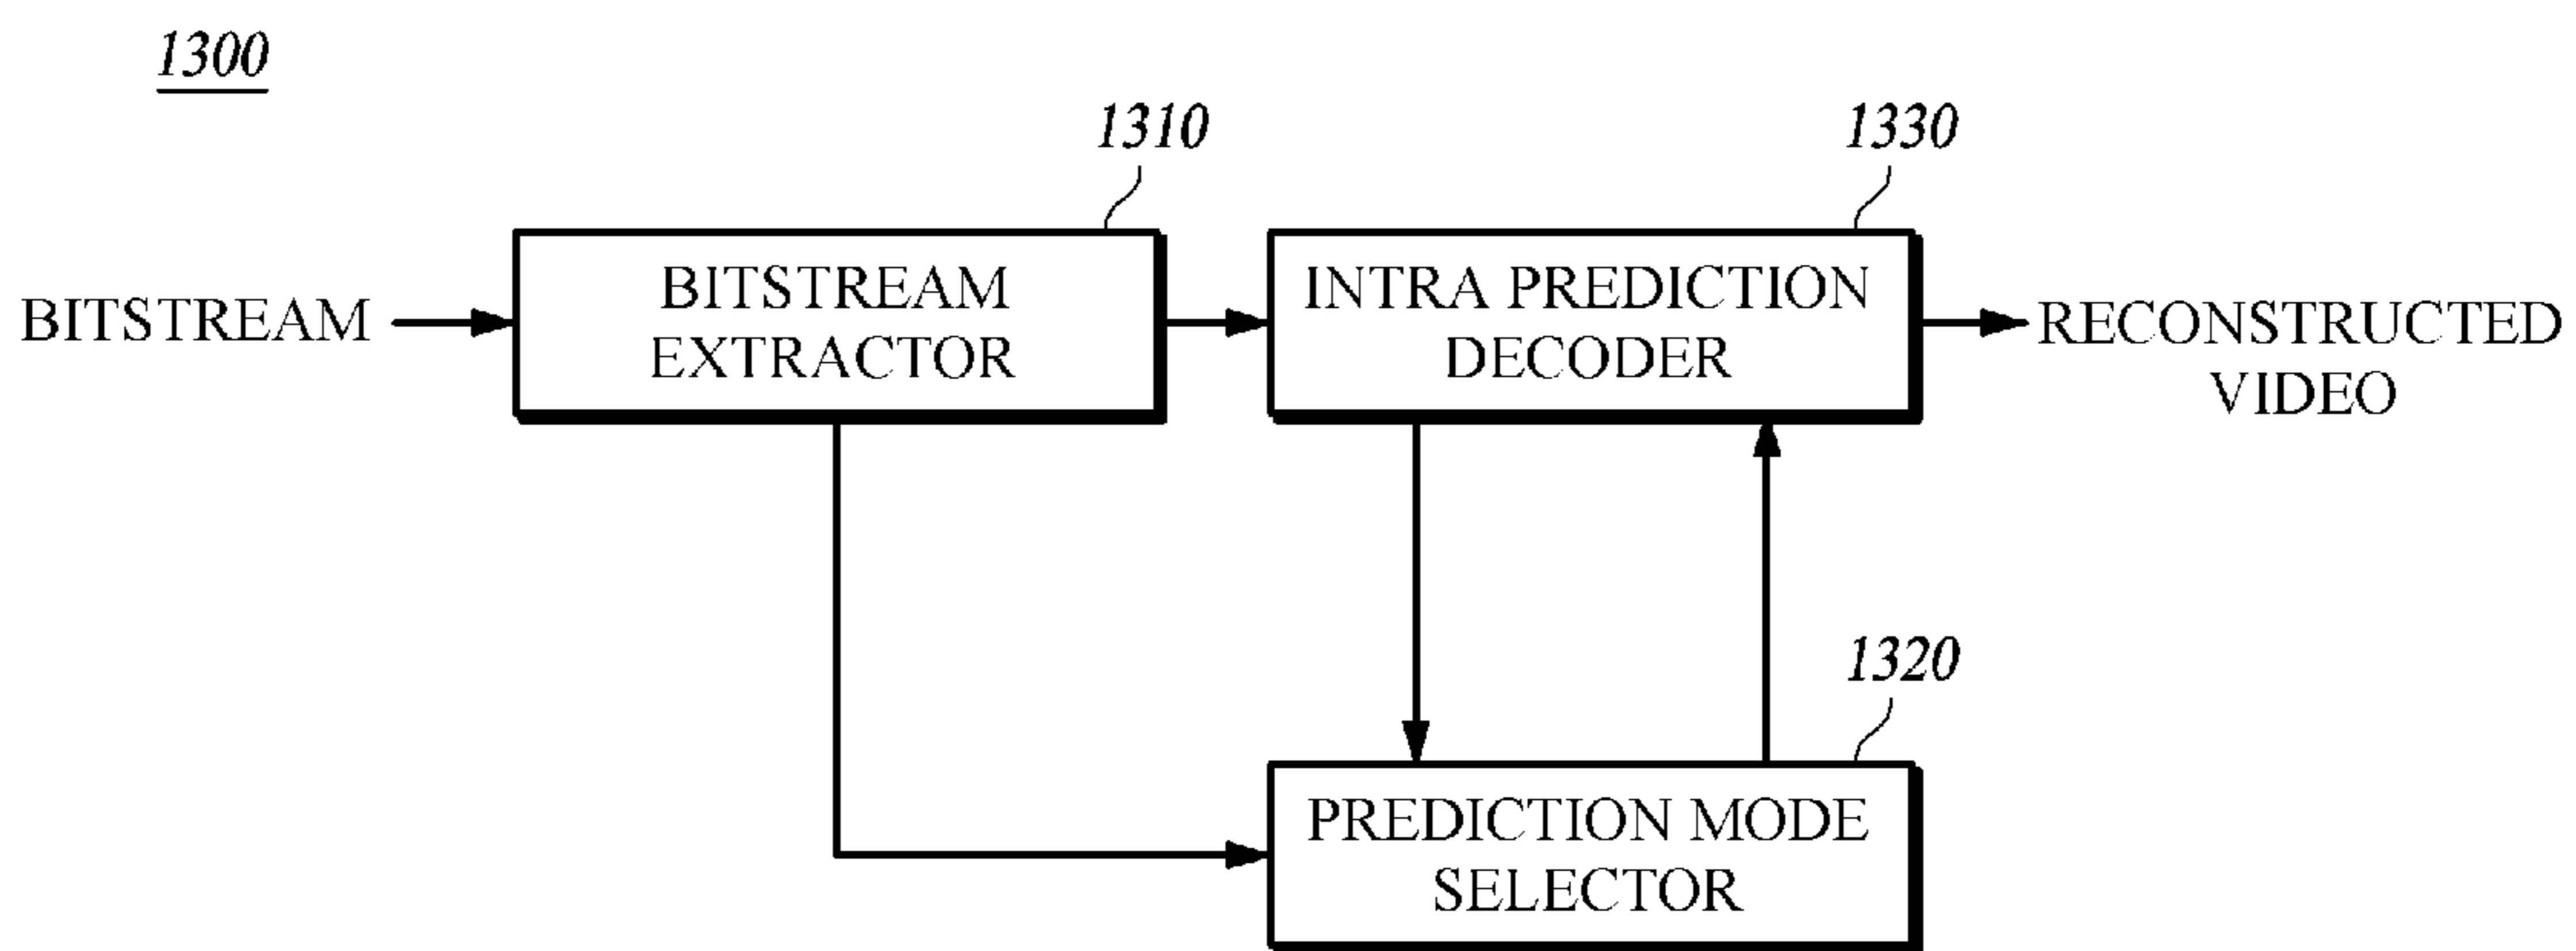 1300
1310
1330
BITSTREAM
BITSTREAM
EXTRACTOR
INTRA PREDICTION
DECODER
RECONSTRUCTED
VIDEO
1320
PREDICTION MODE
SELECTOR